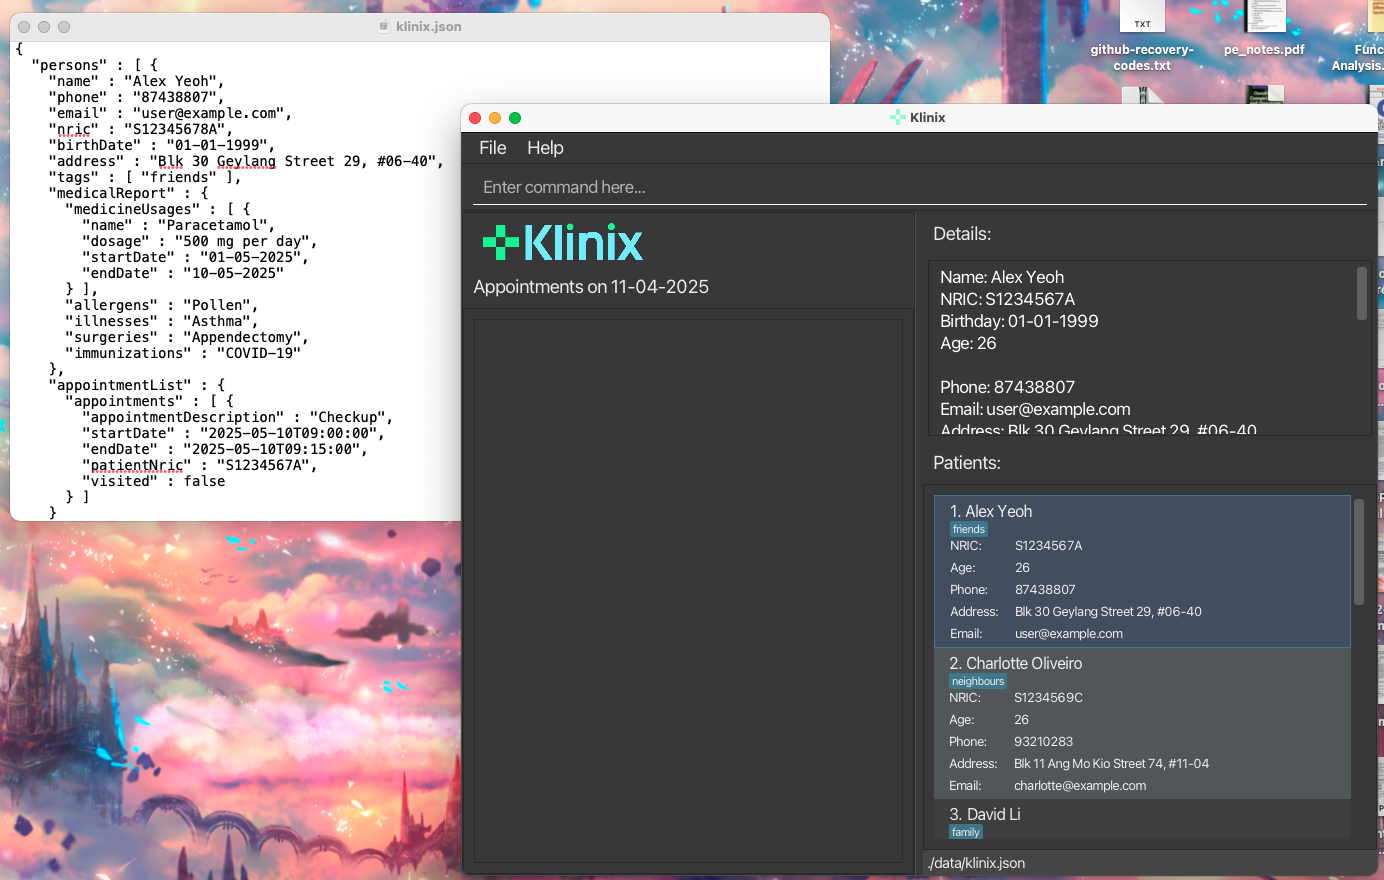 klinix.json
{
"persons" : [ {
"name" : "Alex Yeoh",
"phone" : "87438807",
"email" : "user@example.com",
"nric" : "S12345678A",
"birthDate" : "01-01-1999",
"address" : "Blk 30 Geylang Street 29, #06-40",
"tags" : [ "friends" ],
"medicalReport" : {
"medicineUsages" : [ {
"name" : "Paracetamol",
"dosage" : "500 mg per day",
"startDate" : "01-05-2025",
"endDate" : "10-05-2025"
} ],
"allergens" : "Pollen",
"illnesses" : "Asthma",
"surgeries" : "Appendectomy",
"immunizations" : "COVID-19"
},
"appointmentList" : {
"appointments" : [ {
"appointmentDescription" : "Checkup",
"startDate" : "2025-05-10T09:00:00",
"endDate" : "2025-05-10T09:15:00",
"patientNric" : "S1234567A",
"visited" : false
} ]
}
TXT
github-recovery-
codes.txt
pe_notes.pdf
Func
Analysis.
Klinix
File Help
Enter command here...
Klinix
Appointments on 11-04-2025
Details:
Name: Alex Yeoh
NRIC: S1234567A
Birthday: 01-01-1999
Age: 26
Phone: 87438807
Email: user@example.com
Address: Blk 30 Geylang Street 29, #06-40
Patients:
1. Alex Yeoh
friends
NRIC: S1234567A
Age: 26
Phone: 87438807
Address: Blk 30 Geylang Street 29, #06-40
Email: user@example.com
2. Charlotte Oliveiro
neighbours
NRIC: S1234569C
Age: 26
Phone: 93210283
Address: Blk 11 Ang Mo Kio Street 74, #11-04
Email: charlotte@example.com
3. David Li
family
./data/klinix.json